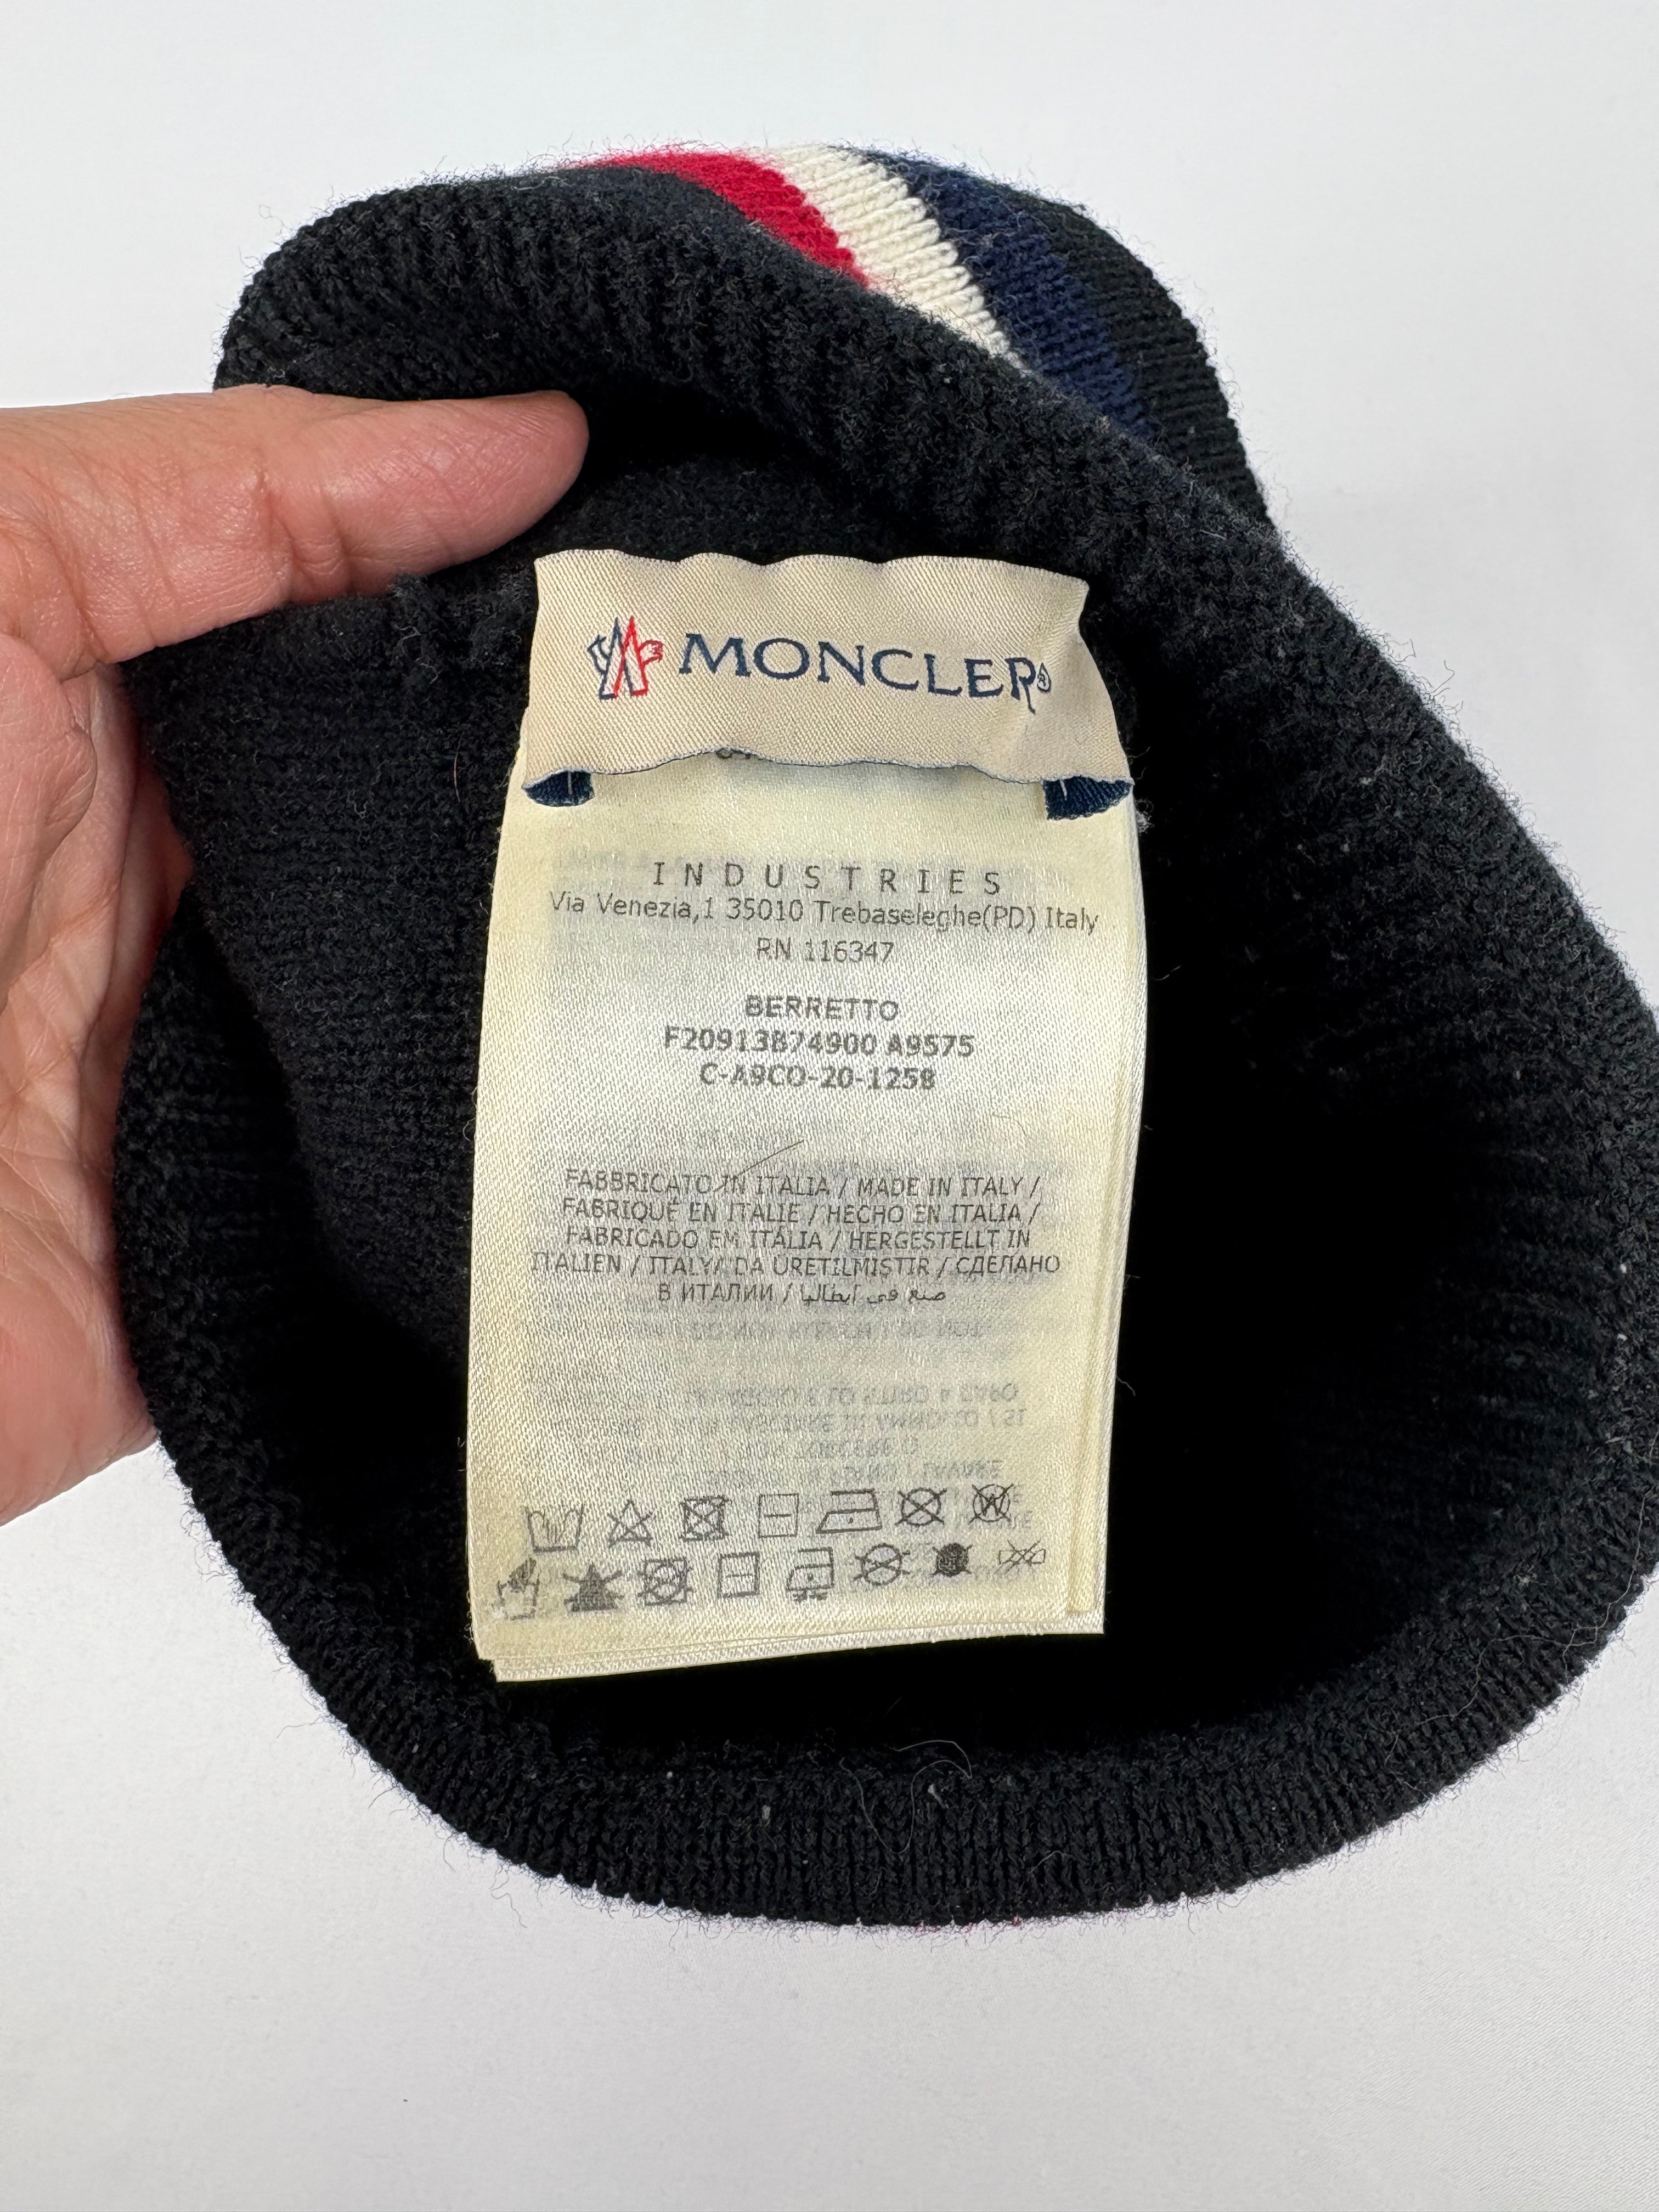 MONCLER®
INDUSTRIES
Via Venezia,1 35010 Trebaseleghe(PD) Italy
RN 116347
BERRETTO
F20913B74900 A9575
C-A9CO-20-1258
FABBRICATO IN ITALIA / MADE IN ITALY /
FABRIQUÉ EN ITALIE / HECHO EN ITALIA /
FABRICADO EM ITÁLIA / HERGESTELLT IN
ITALIEN / ITALYA'DA ÜRETILMISTIR / СДЕЛАНО
В ИТАЛИИ / صنع في ايطاليا